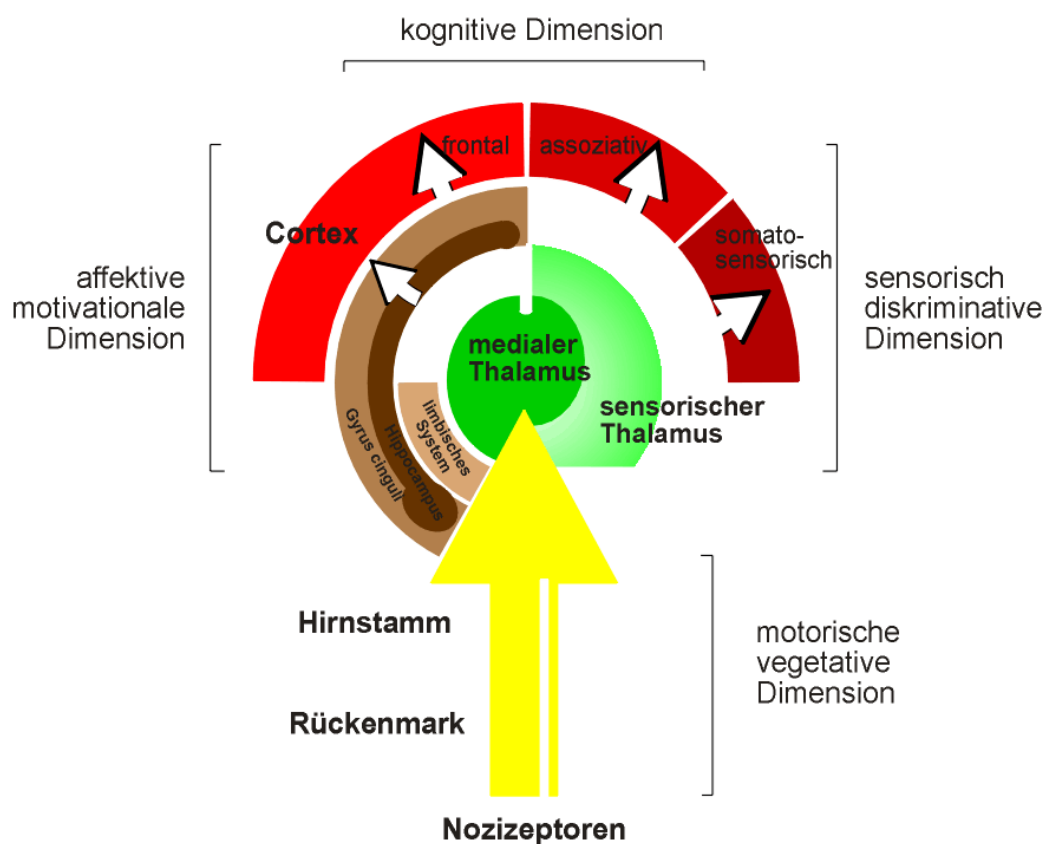 kognitive Dimension
frontal
assoziativ
Cortex
somato-
sensorisch
affektive
motivationale
Dimension
sensorisch
diskriminative
Dimension
medialer
Thalamus
sensorischer
Thalamus
limbisches
System
Hippocampus
Gyrus cinguli
Hirnstamm
motorische
vegetative
Dimension
Rückenmark
Nozizeptoren